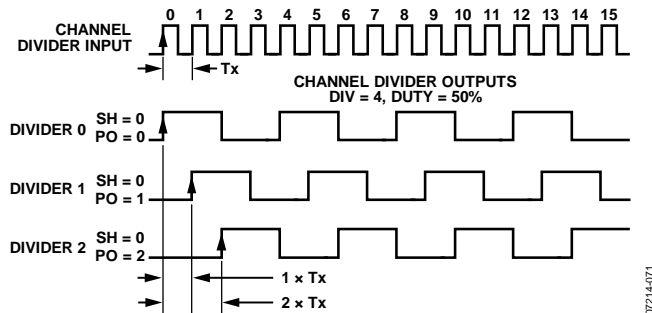 0 1 2 3 4 5 6 7 8 9 10 11 12 13 14 15
CHANNEL
DIVIDER INPUT
Tx
CHANNEL DIVIDER OUTPUTS
DIV = 4, DUTY = 50%
DIVIDER 0 SH = 0
PO = 0
DIVIDER 1 SH = 0
PO = 1
DIVIDER 2 SH = 0
PO = 2
1 × Tx
2 × Tx
07214-071